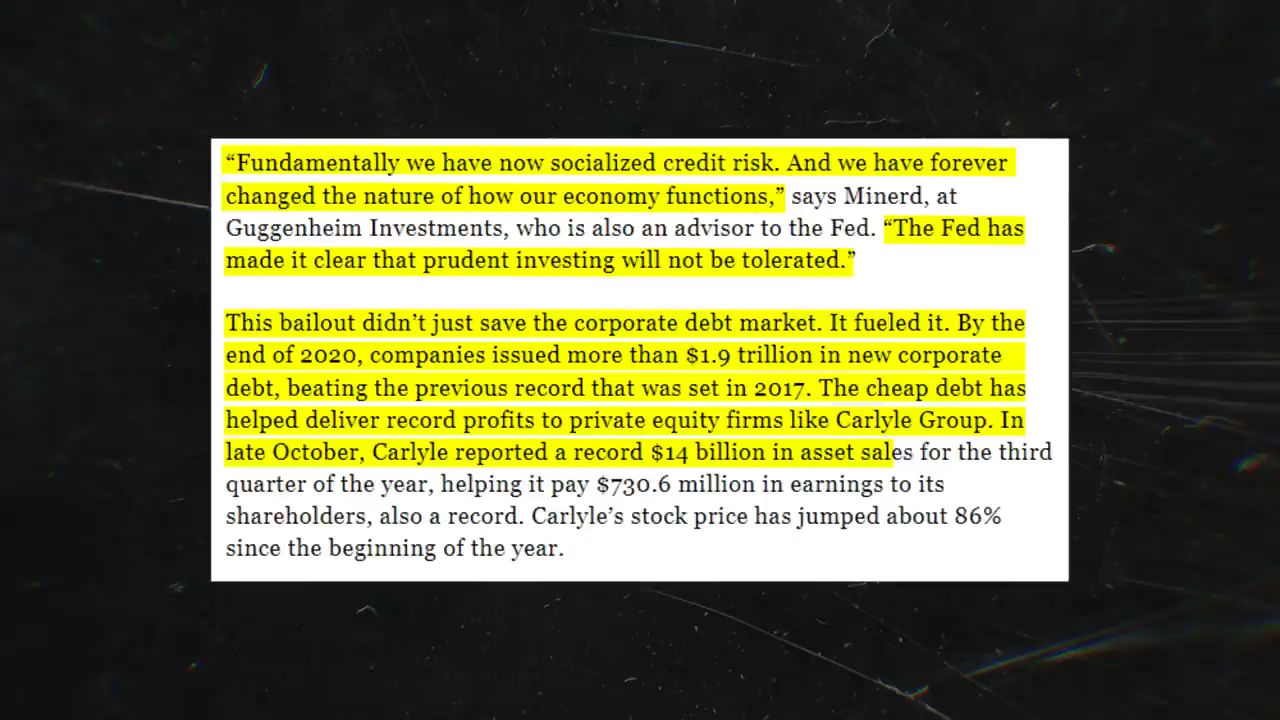 “Fundamentally we have now socialized credit risk. And we have forever
changed the nature of how our economy functions,” says Minerd, at
Guggenheim Investments, who is also an advisor to the Fed. “The Fed has
made it clear that prudent investing will not be tolerated.”
This bailout didn’t just save the corporate debt market. It fueled it. By the
end of 2020, companies issued more than $1.9 trillion in new corporate
debt, beating the previous record that was set in 2017. The cheap debt has
helped deliver record profits to private equity firms like Carlyle Group. In
late October, Carlyle reported a record $14 billion in asset sales for the third
quarter of the year, helping it pay $730.6 million in earnings to its
shareholders, also a record. Carlyle’s stock price has jumped about 86%
since the beginning of the year.